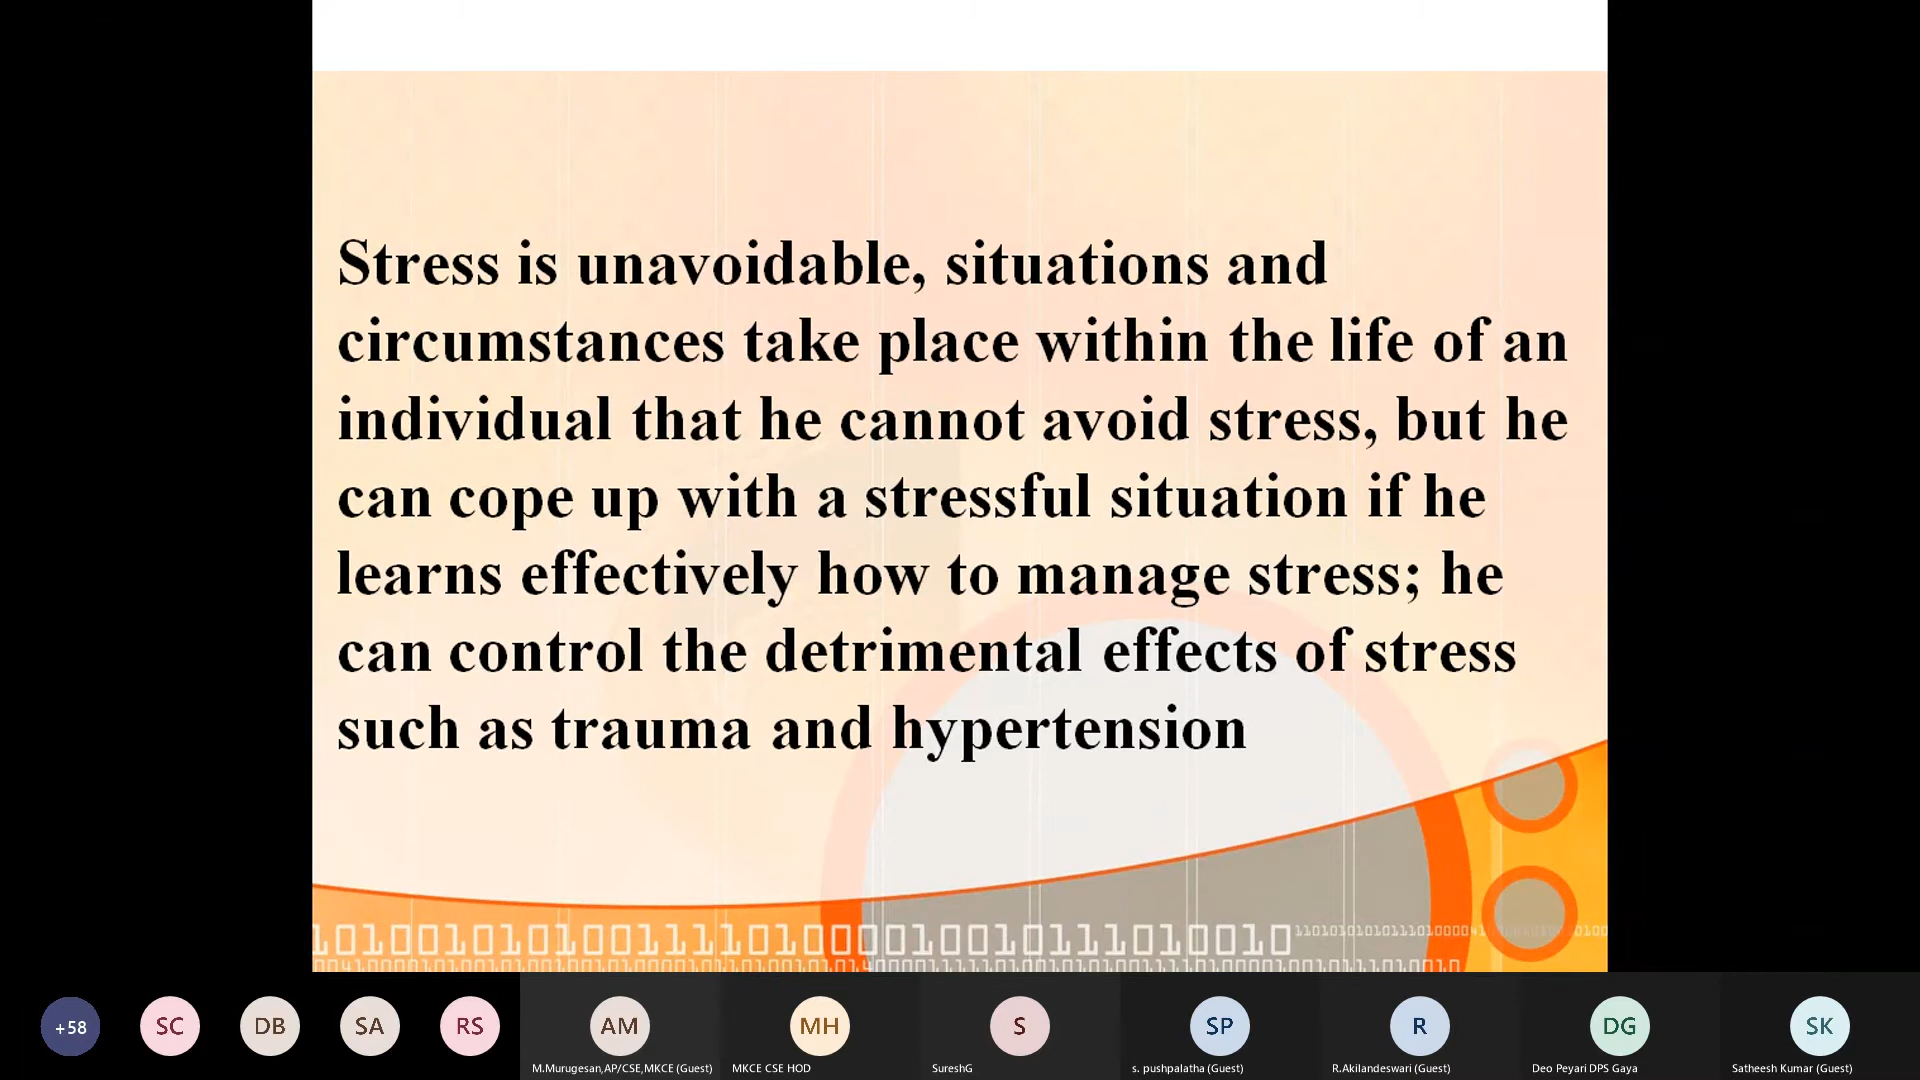 Stress is unavoidable, situations and
circumstances take place within the life of an
individual that he cannot avoid stress, but he
can cope up with a stressful situation if he
learns effectively how to manage stress; he
can control the detrimental effects of stress
such as trauma and hypertension
+58
SC
DB
SA
RS
AM
MH
S
SP
R
DG
SK
M.Murugesan,AP/CSE,MKCE (Guest)
MKCE CSE HOD
SureshG
s. pushpalatha (Guest)
R.Akilandeswari (Guest)
Deo Peyari DPS Gaya
Satheesh Kumar (Guest)